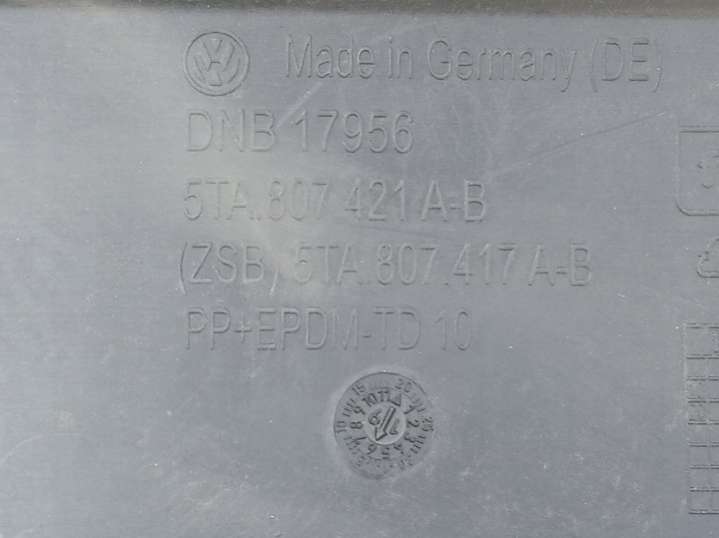 Made in Germany (DE)
DNB 17956
5TA.807 421 A-B
(ZSB) 5TA.807.417 A-B
PP+EPDM-TD 10